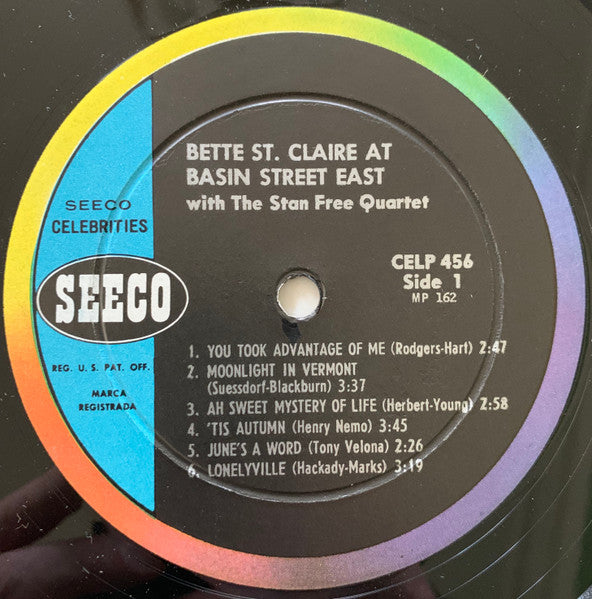 BETTE ST. CLAIRE AT
BASIN STREET EAST
with The Stan Free Quartet
SEECO
CELEBRITIES
SEECO
REG. U.S. PAT. OFF.
MARCA
REGISTRADA
CELP 456
Side 1
MP 162
1. YOU TOOK ADVANTAGE OF ME (Rodgers-Hart) 2:47
2. MOONLIGHT IN VERMONT
(Suessdorf-Blackburn) 3:37
3. AH SWEET MYSTERY OF LIFE (Herbert-Young) 2:58
4. 'TIS AUTUMN (Henry Nemo) 3:45
5. JUNE'S A WORD (Tony Velona) 2:26
6. LONELYVILLE (Hackady-Marks) 3:19